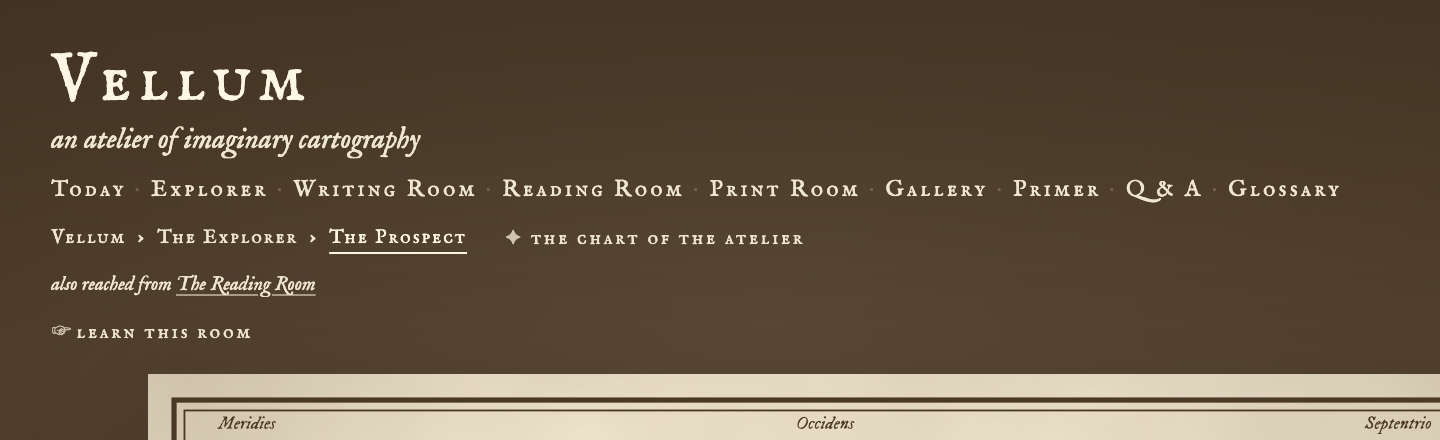 Vellum
an atelier of imaginary cartography
Today · Explorer · Writing Room · Reading Room · Print Room · Gallery · Primer · Q & A · Glossary
Vellum › The Explorer › The Prospect ✦ the chart of the atelier
also reached from The Reading Room
☞ learn this room
Meridies Occidens Septentrio